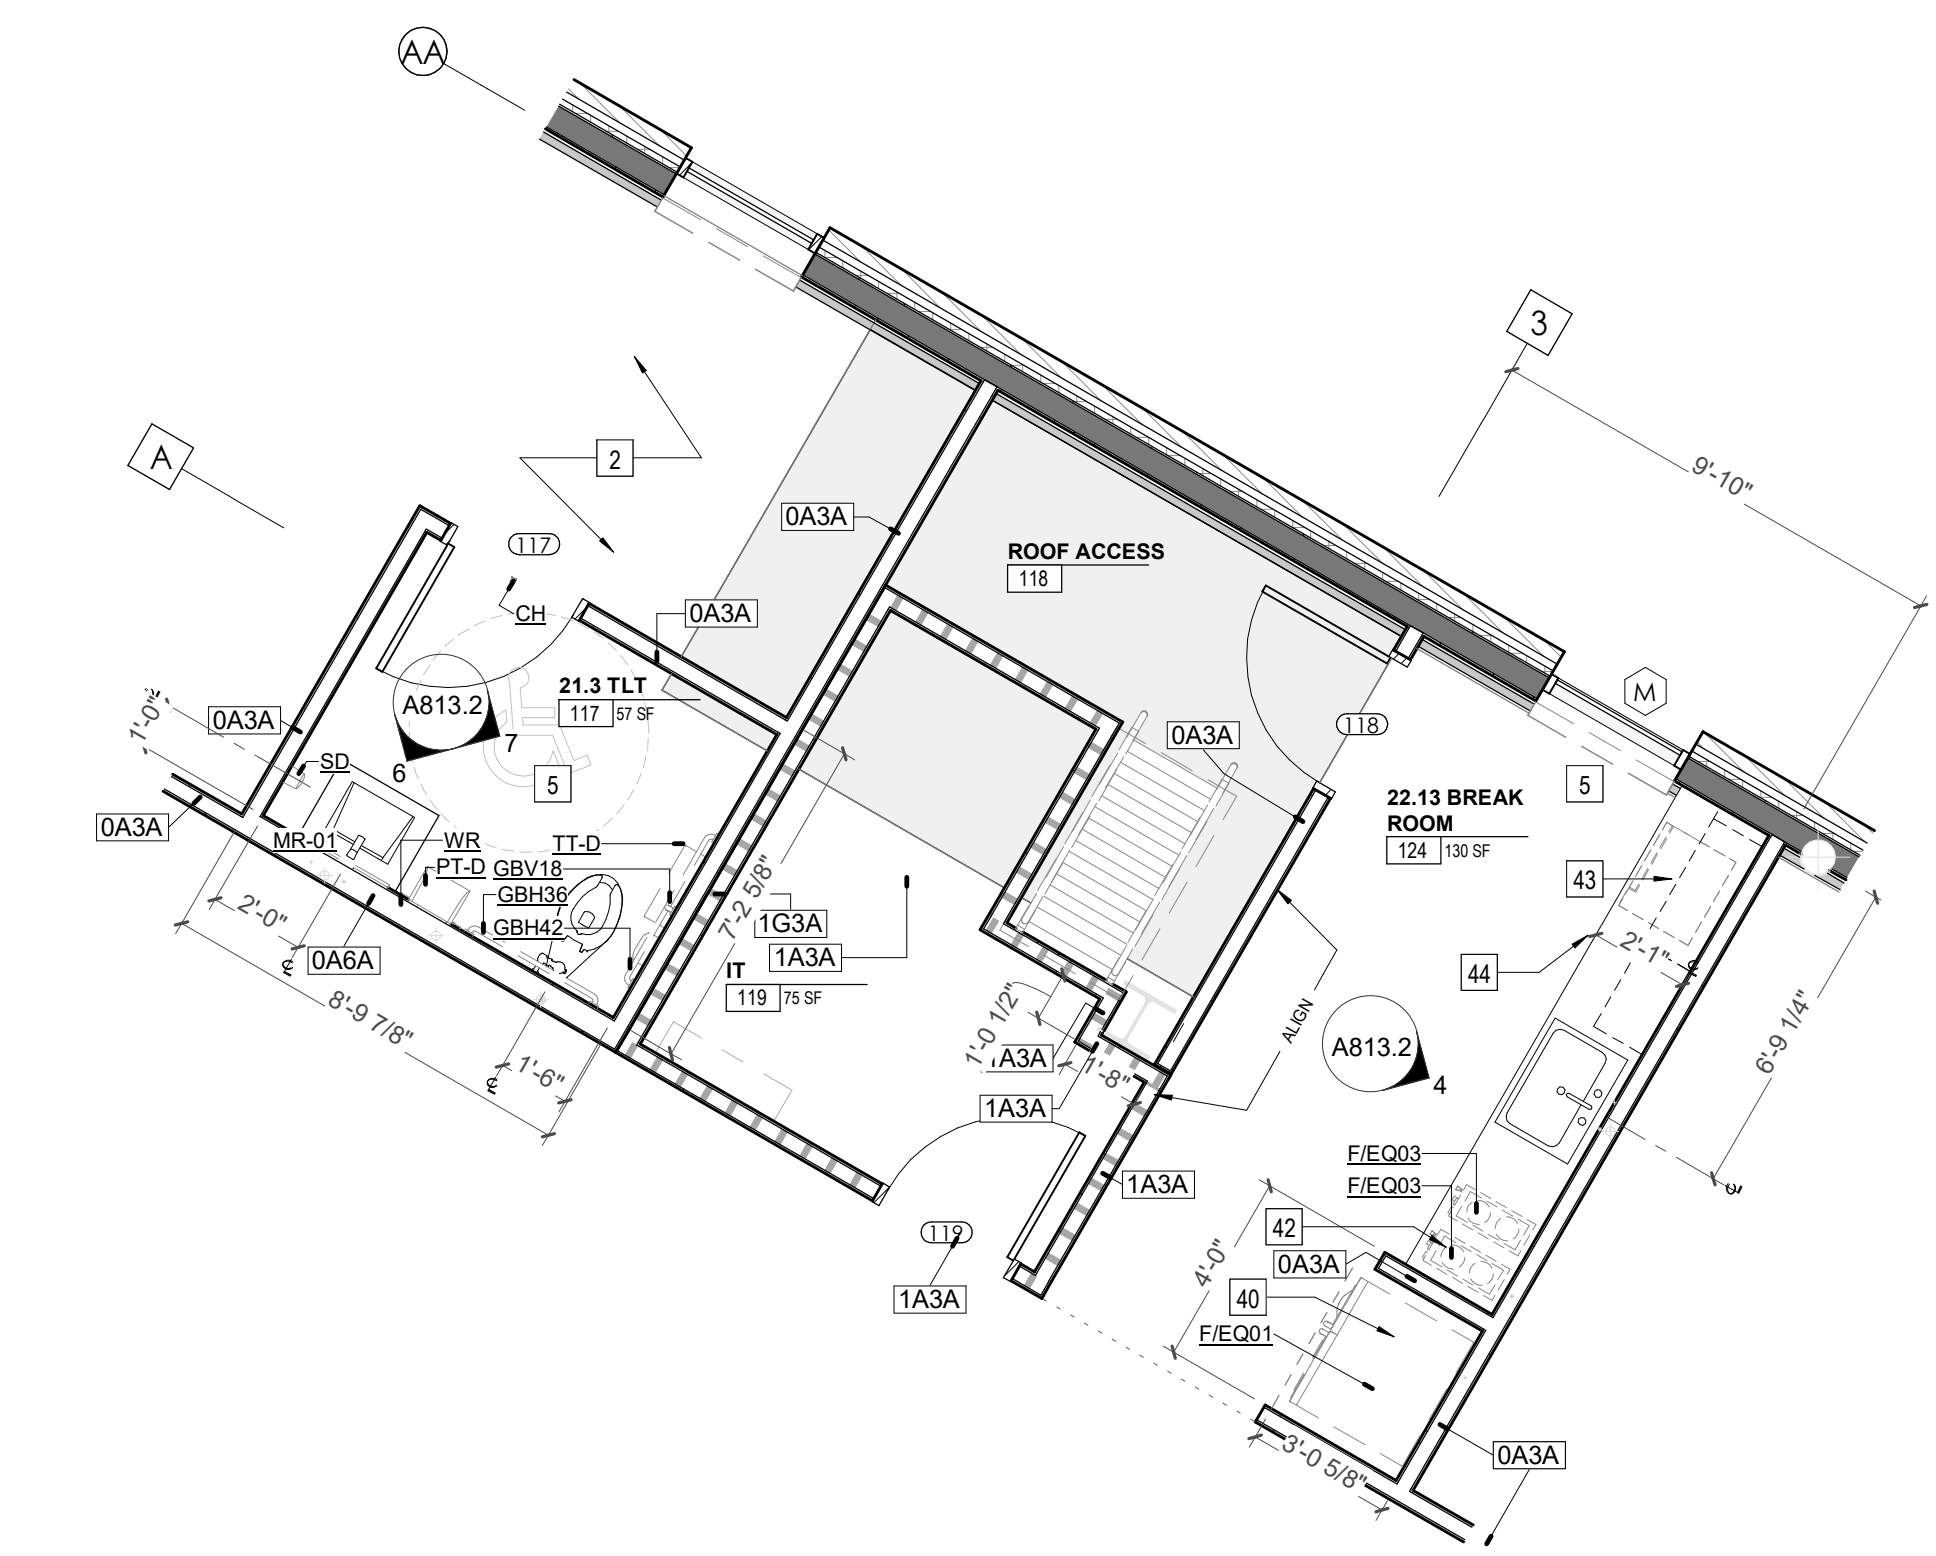 AA
3
9'-10"
A
2
0A3A
117
ROOF ACCESS
118
CH
0A3A
21.3 TLT
117 57 SF
M
A813.2
7
6
1'-0"
0A3A
SD
5
0A3A
118
5
22.13 BREAK
ROOM
124 130 SF
0A3A
MR-01
WR
TT-D
PT-D
GBV18
GBH36
GBH42
7'-2 5/8"
1G3A
1A3A
43
2'-0"
℄
0A6A
IT
119 75 SF
2'-1"
℄
44
8'-9 7/8"
1'-6"
℄
1'-0 1/2"
A3A
1'-8"
1A3A
ALIGN
A813.2
4
6'-9 1/4"
℄
F/EQ03
F/EQ03
1A3A
42
0A3A
4'-0"
119
1A3A
40
F/EQ01
3'-0 5/8"
0A3A